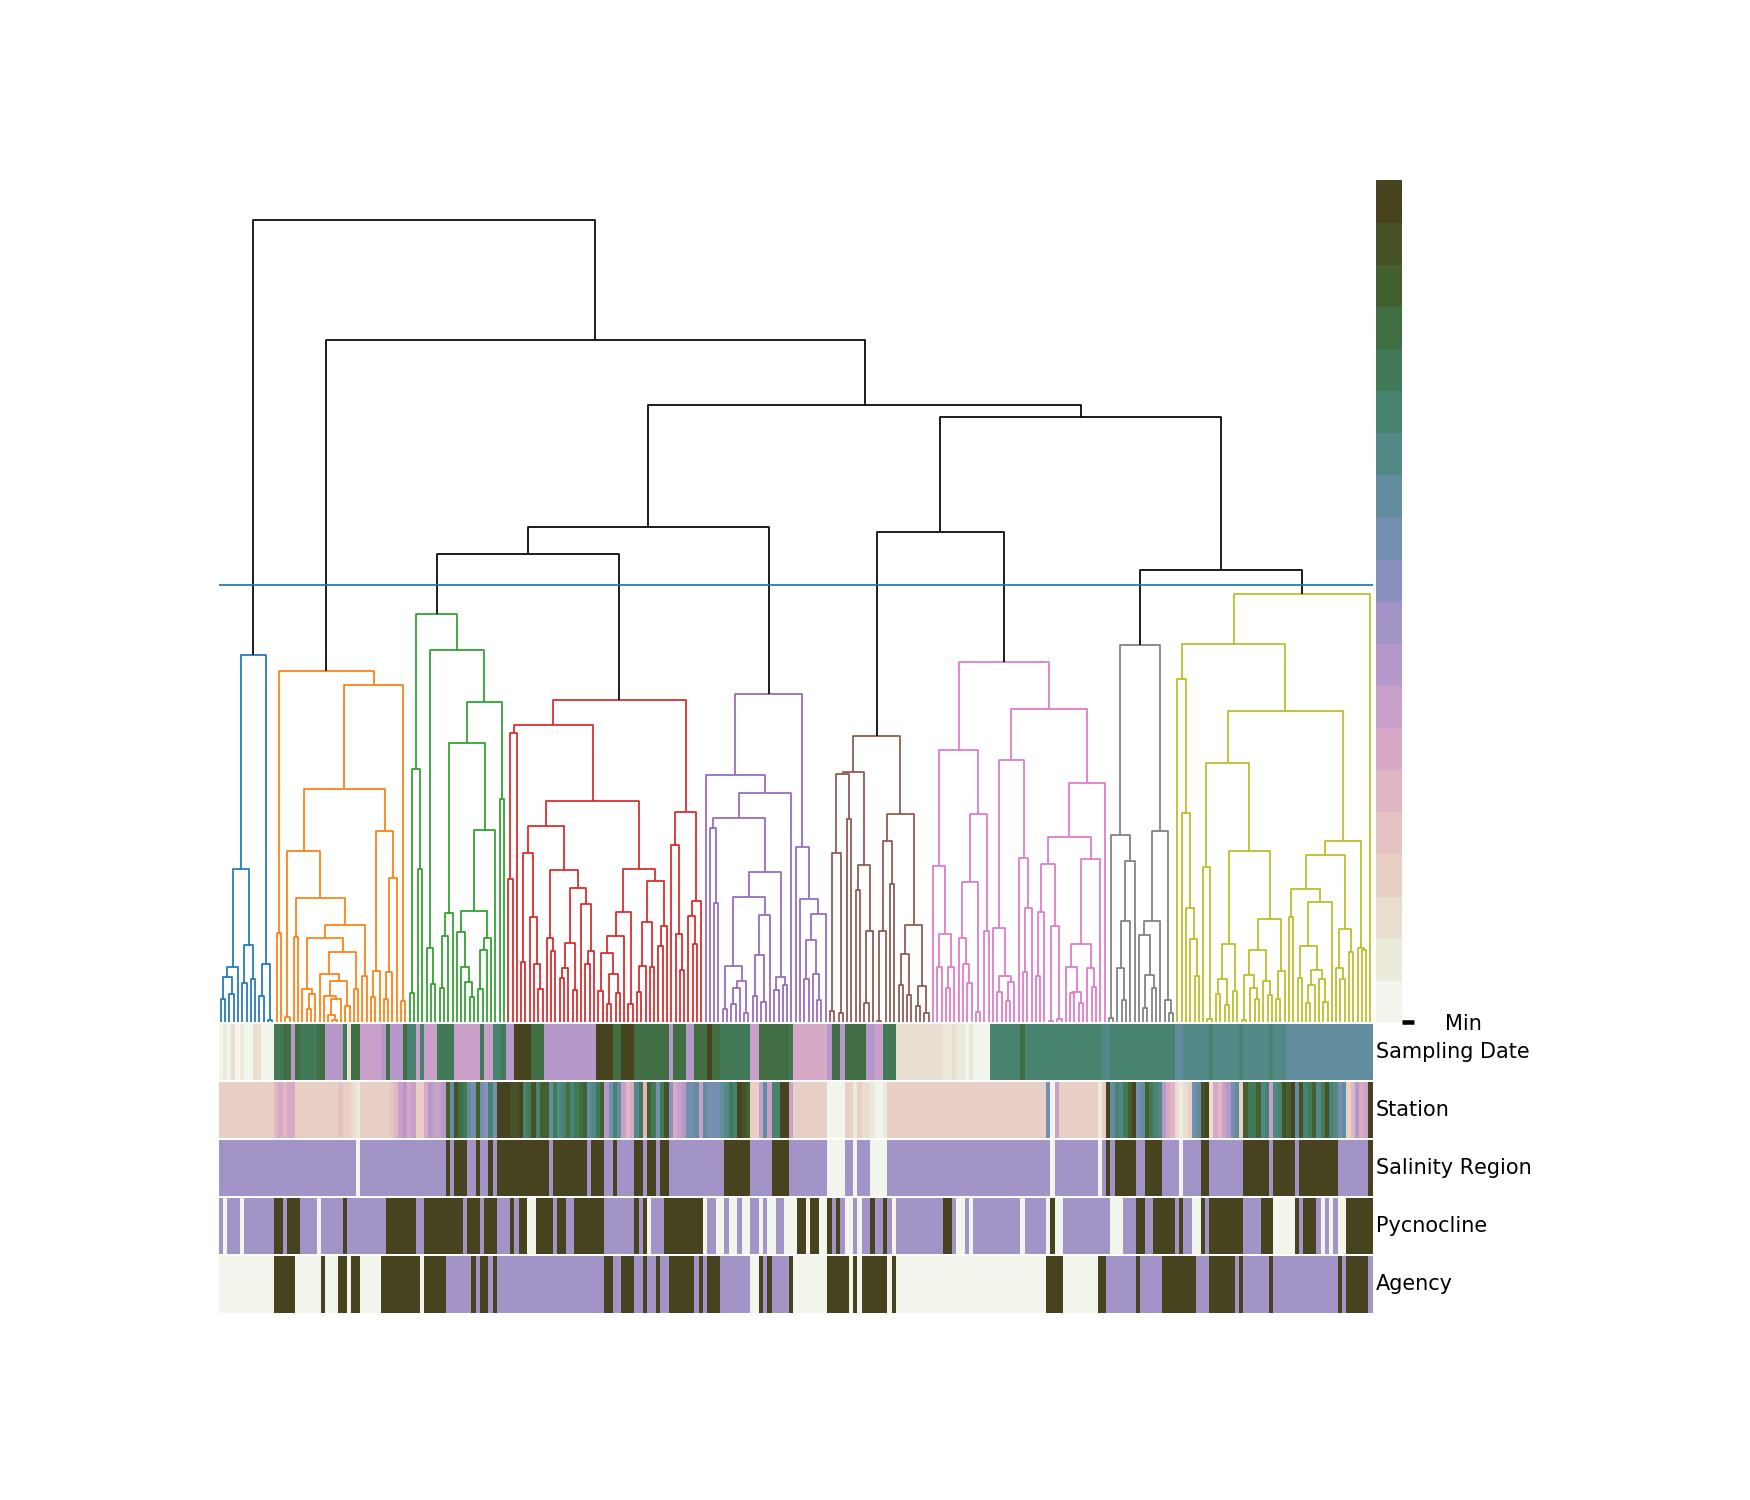 Min
Sampling Date
Station
Salinity Region
Pycnocline
Agency